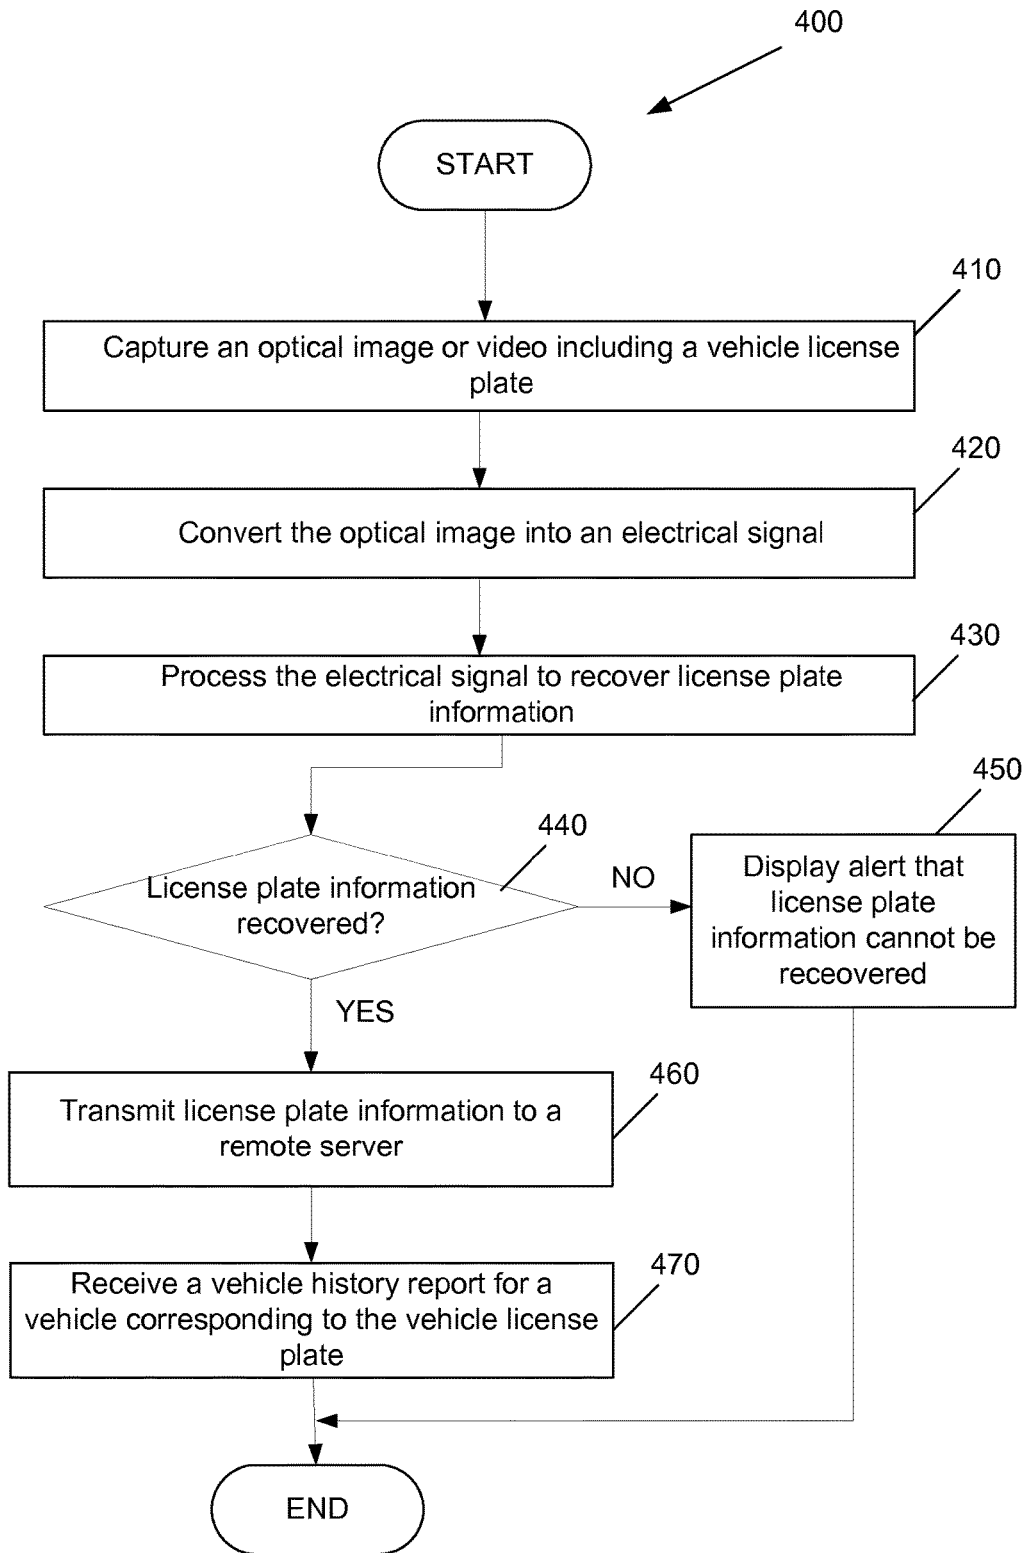 400
START
410
Capture an optical image or video including a vehicle license
plate
420
Convert the optical image into an electrical signal
430
Process the electrical signal to recover license plate
information
440
License plate information
recovered?
NO
450
Display alert that
license plate
information cannot be
receovered
YES
460
Transmit license plate information to a
remote server
470
Receive a vehicle history report for a
vehicle corresponding to the vehicle license
plate
END